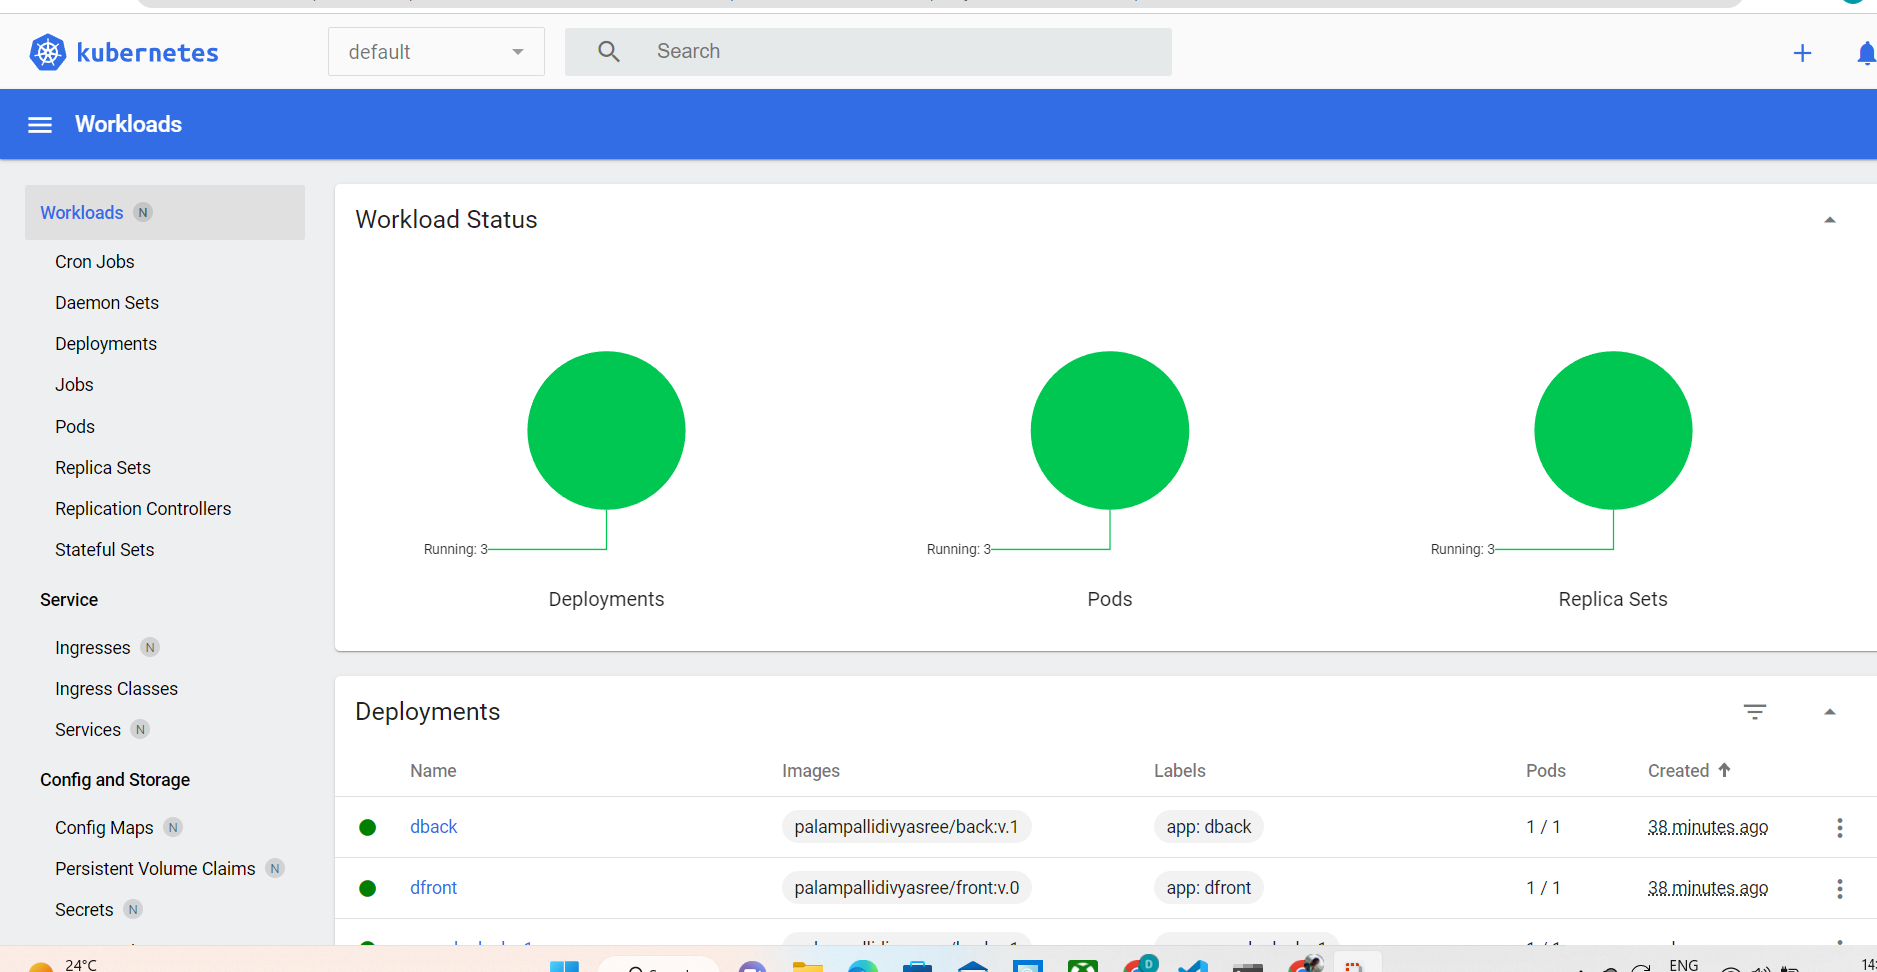 kubernetes
default
Search
Workloads
Workloads N
Cron Jobs
Daemon Sets
Deployments
Jobs
Pods
Replica Sets
Replication Controllers
Stateful Sets
Service
Ingresses N
Ingress Classes
Services N
Config and Storage
Config Maps N
Persistent Volume Claims N
Secrets N
Workload Status
Running: 3
Deployments
Running: 3
Pods
Running: 3
Replica Sets
Deployments
Name Images Labels Pods Created
dback palampallidivyasree/back:v.1 app: dback 1 / 1 38 minutes ago
dfront palampallidivyasree/front:v.0 app: dfront 1 / 1 38 minutes ago
24°C
D
ENG